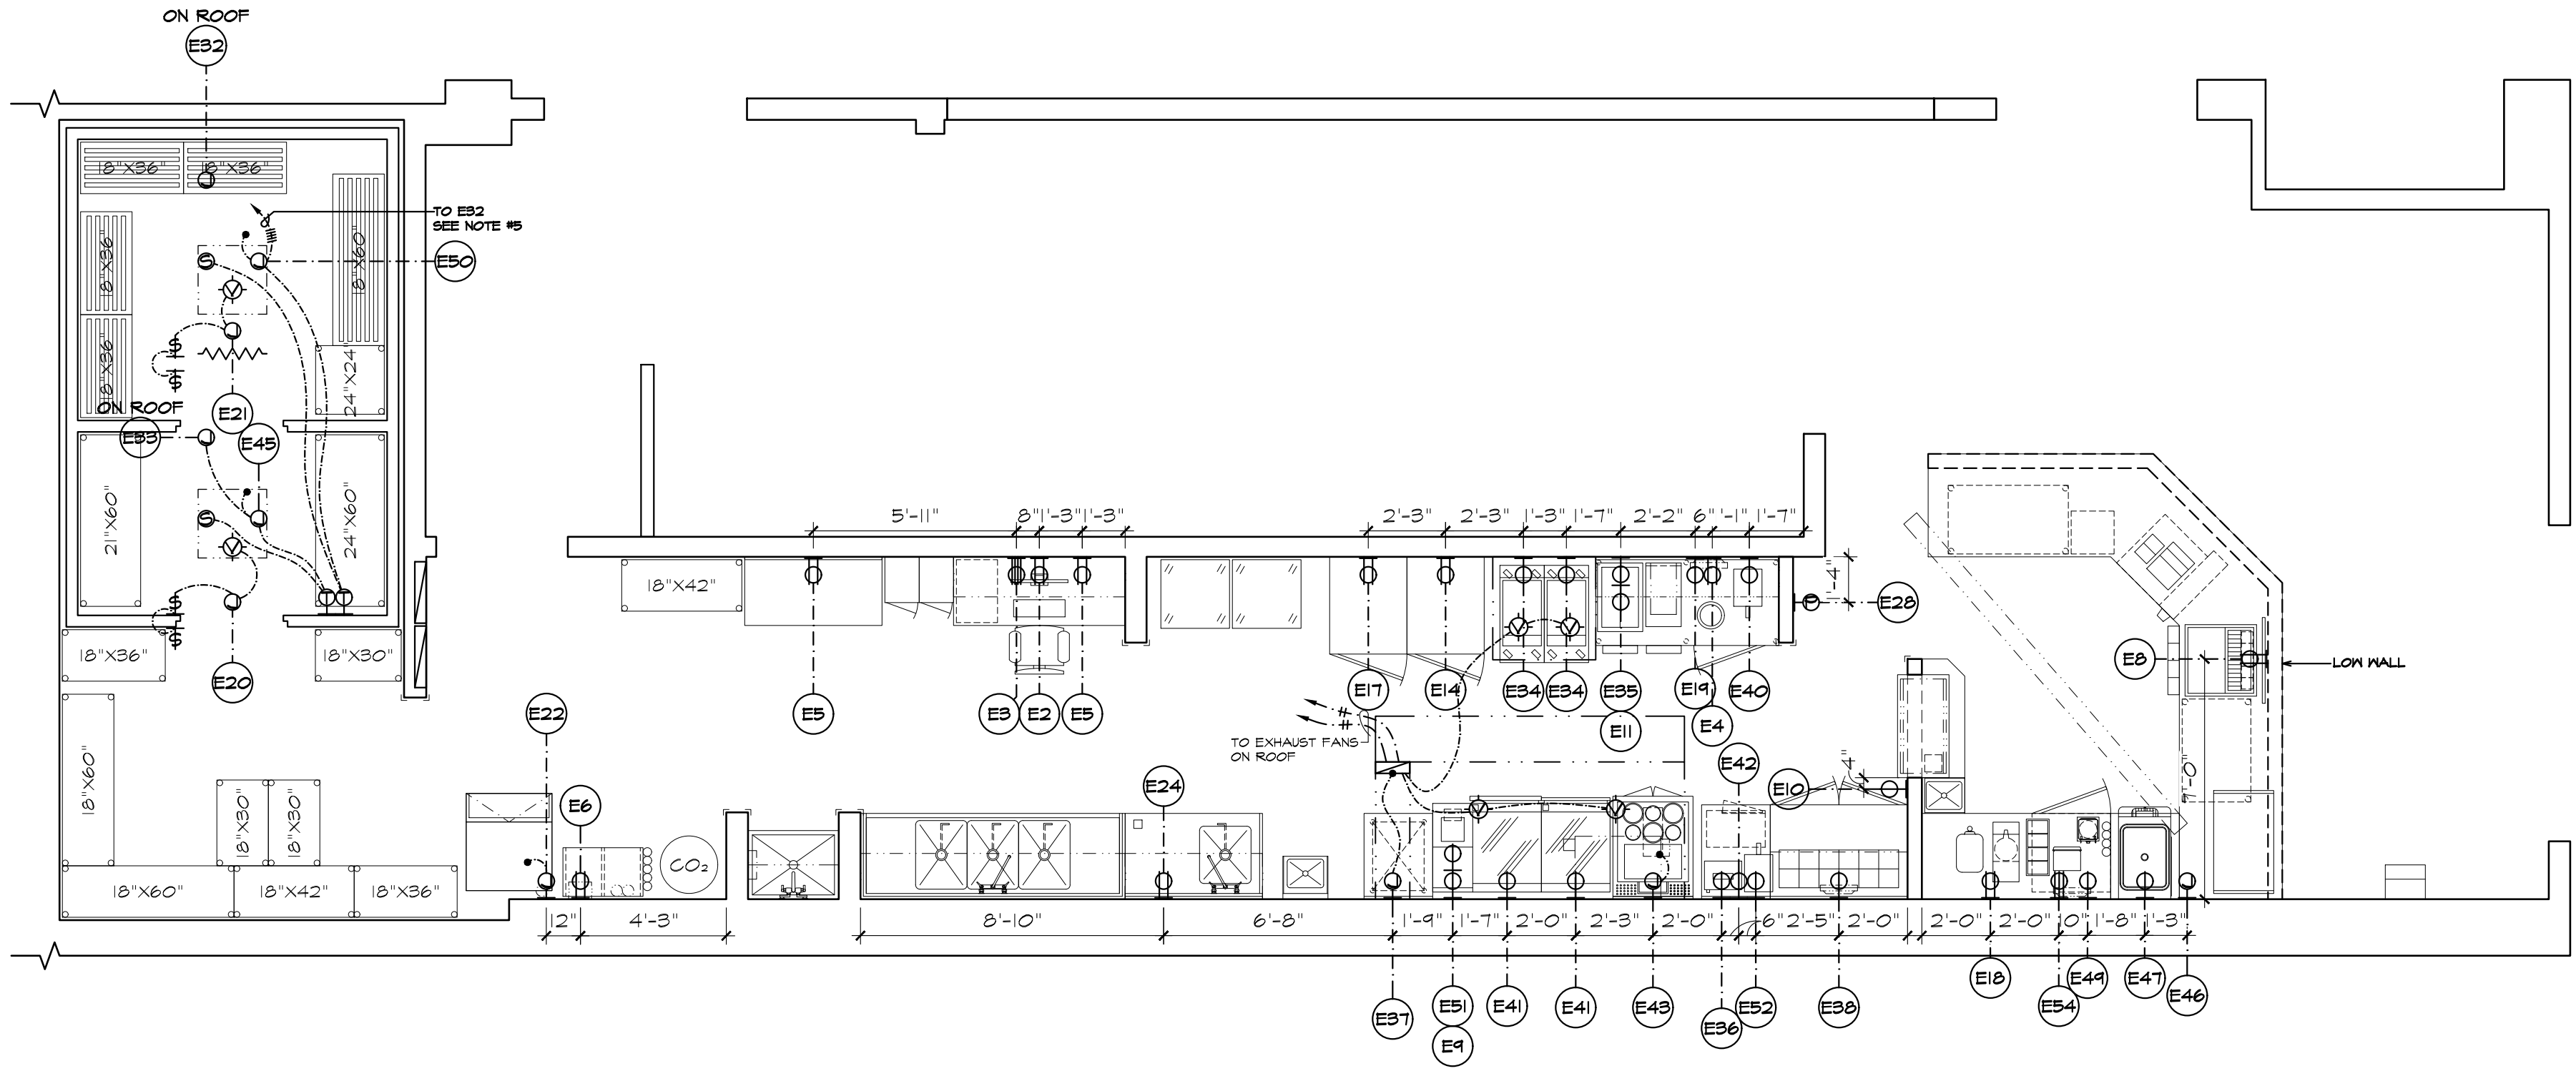 ON ROOF
E32
18"X36"
18"X36"
18"X36"
18"X60"
TO E32
SEE NOTE #5
S
J
E50
V
J
18"X36"
$
$
24"X24"
ON ROOF
E21
E33
J
E45
21"X60"
24"X60"
S
J
V
$
$
J
T
T
18"X36"
18"X30"
E20
18"X60"
18"X30"
18"X30"
18"X60"
18"X42"
18"X36"
5'-11"
8"
1'-3"
1'-3"
2'-3"
2'-3"
1'-3"
1'-7"
2'-2"
6"
1'-7"
4"
18"X42"
P
E28
V
V
E8
LOW WALL
E17
E14
E34
E34
E35
E19
E40
E22
E5
E3
E2
E5
E4
E11
TO EXHAUST FANS
ON ROOF
E42
E10
4"
7'-0"
E6
E24
V
V
CO2
J
J
J
J
J
12"
4'-3"
8'-10"
6'-8"
1'-9"
1'-7"
2'-0"
2'-3"
2'-0"
6"
2'-5"
2'-0"
2'-0"
2'-0"
1'-8"
1'-3"
E18
E49
E47
E46
E54
E37
E51
E41
E41
E43
E36
E52
E38
E9